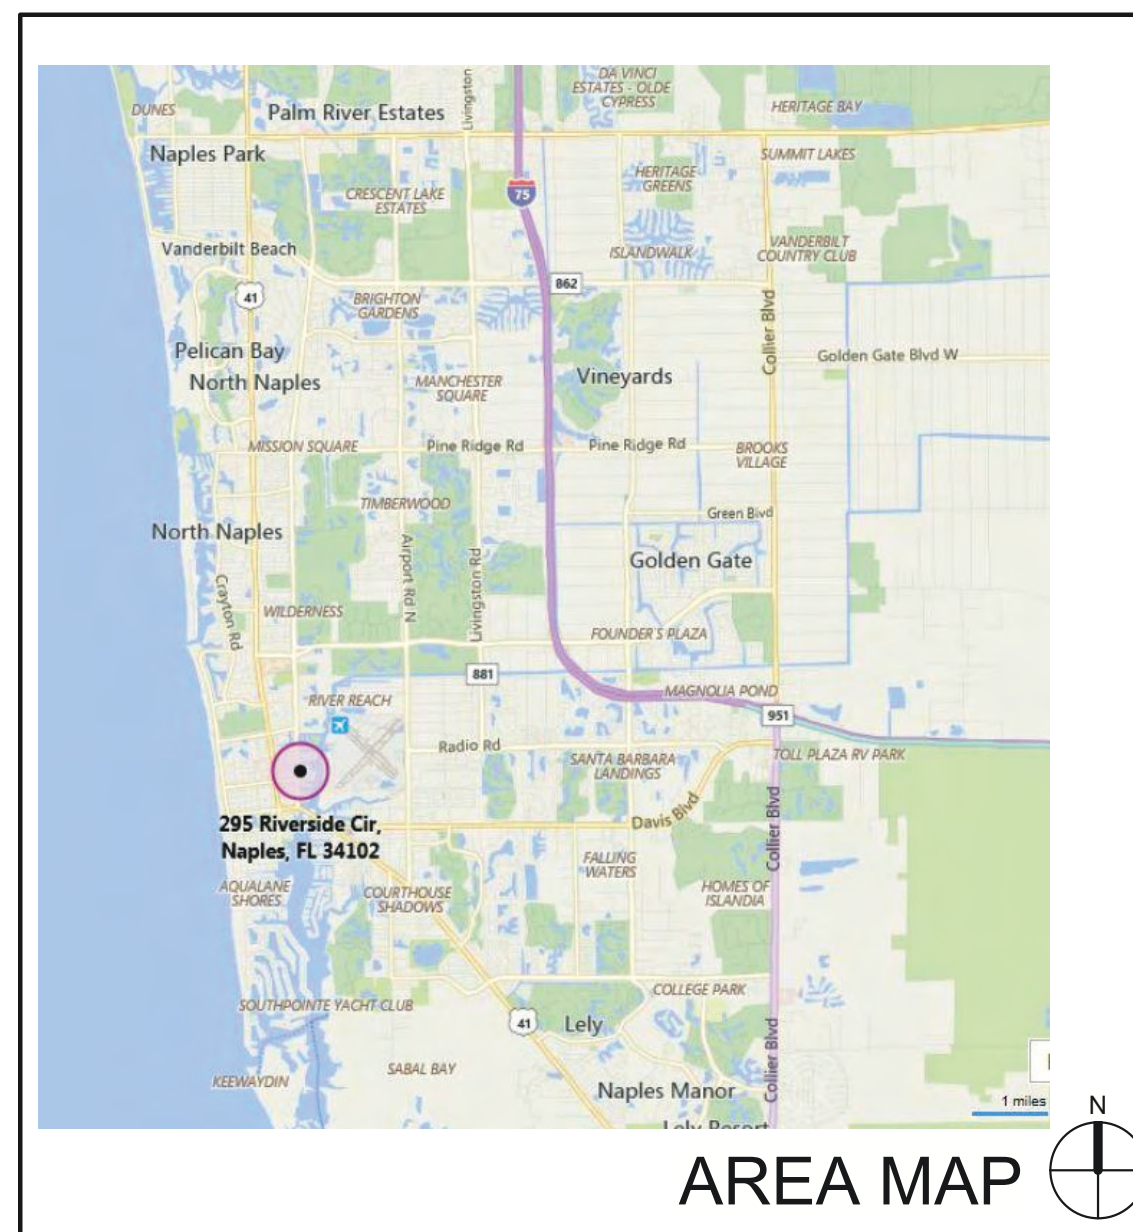 DA VINCI
ESTATES - OLDE
CYPRESS
Livingston
DUNES
Palm River Estates
HERITAGE BAY
Naples Park
SUMMIT LAKES
HERITAGE
GREENS
CRESCENT LAKE
ESTATES
75
Vanderbilt Beach
ISLANDWALK
VANDERBILT
COUNTRY CLUB
862
41
BRIGHTON
GARDENS
Collier Blvd
Pelican Bay
Golden Gate Blvd W
North Naples
MANCHESTER
SQUARE
Vineyards
MISSION SQUARE
Pine Ridge Rd
Pine Ridge Rd
BROOKS
VILLAGE
TIMBERWOOD
Green Blvd
North Naples
Golden Gate
Airport Rd N
Livingston Rd
Crayton Rd
WILDERNESS
FOUNDER'S PLAZA
881
RIVER REACH
MAGNOLIA POND
951
Radio Rd
SANTA BARBARA
LANDINGS
TOLL PLAZA RV PARK
295 Riverside Cir,
Naples, FL 34102
Davis Blvd
Collier Blvd
FALLING
WATERS
AQUALANE
SHORES
COURTHOUSE
SHADOWS
HOMES OF
ISLANDIA
COLLEGE PARK
SOUTHPOINTE YACHT CLUB
41
Lely
Collier Blvd
SABAL BAY
KEEWAYDIN
Naples Manor
1 miles
N
Lely Resort
AREA MAP